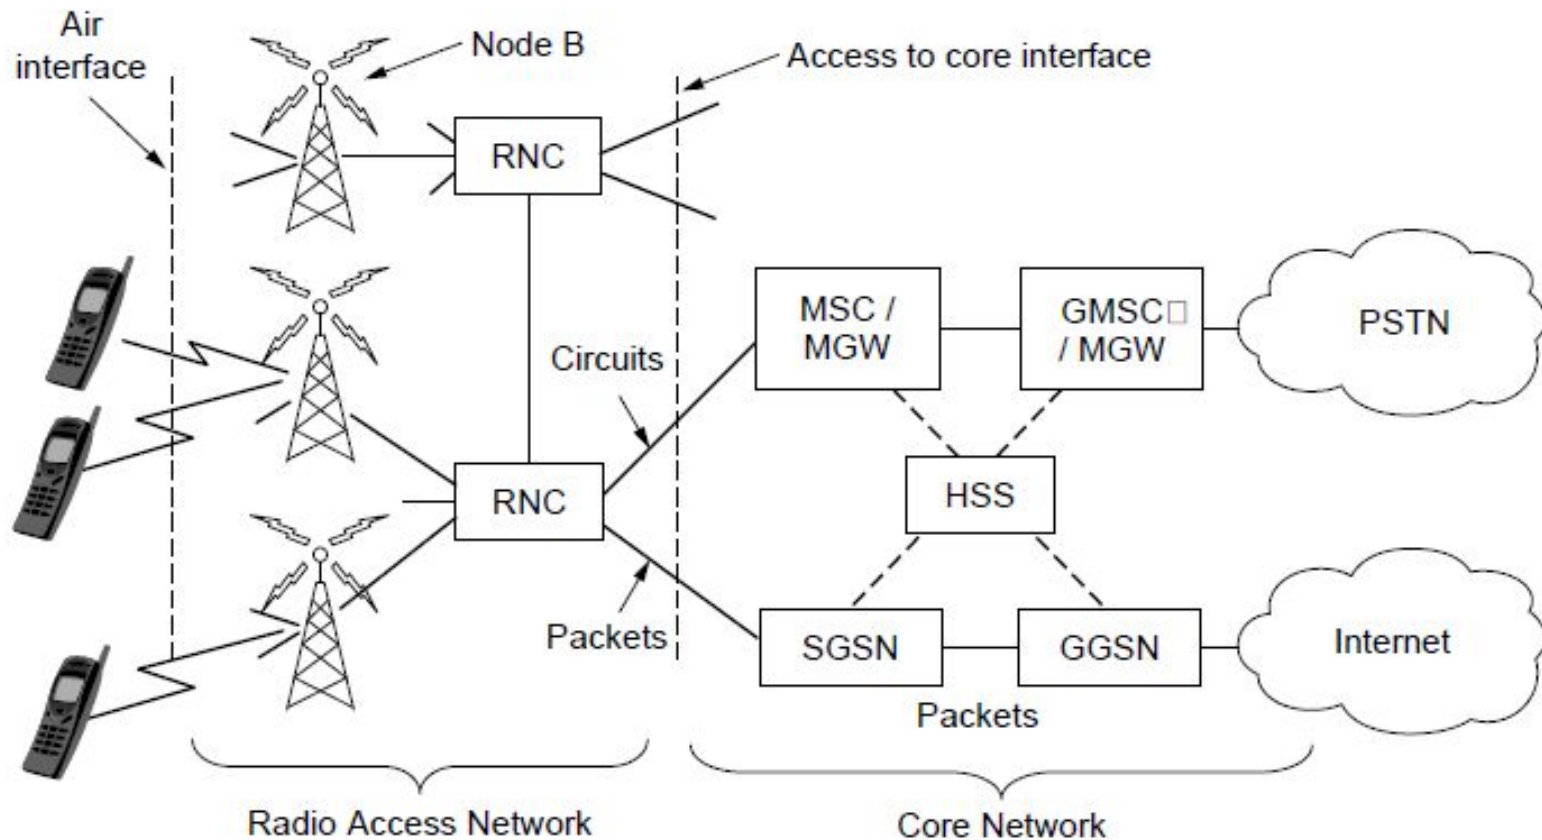 Air
interface
Node B
Access to core interface
RNC
MSC /
MGW
GMSC□
/ MGW
PSTN
Circuits
RNC
HSS
Packets
SGSN
GGSN
Internet
Packets
Radio Access Network
Core Network